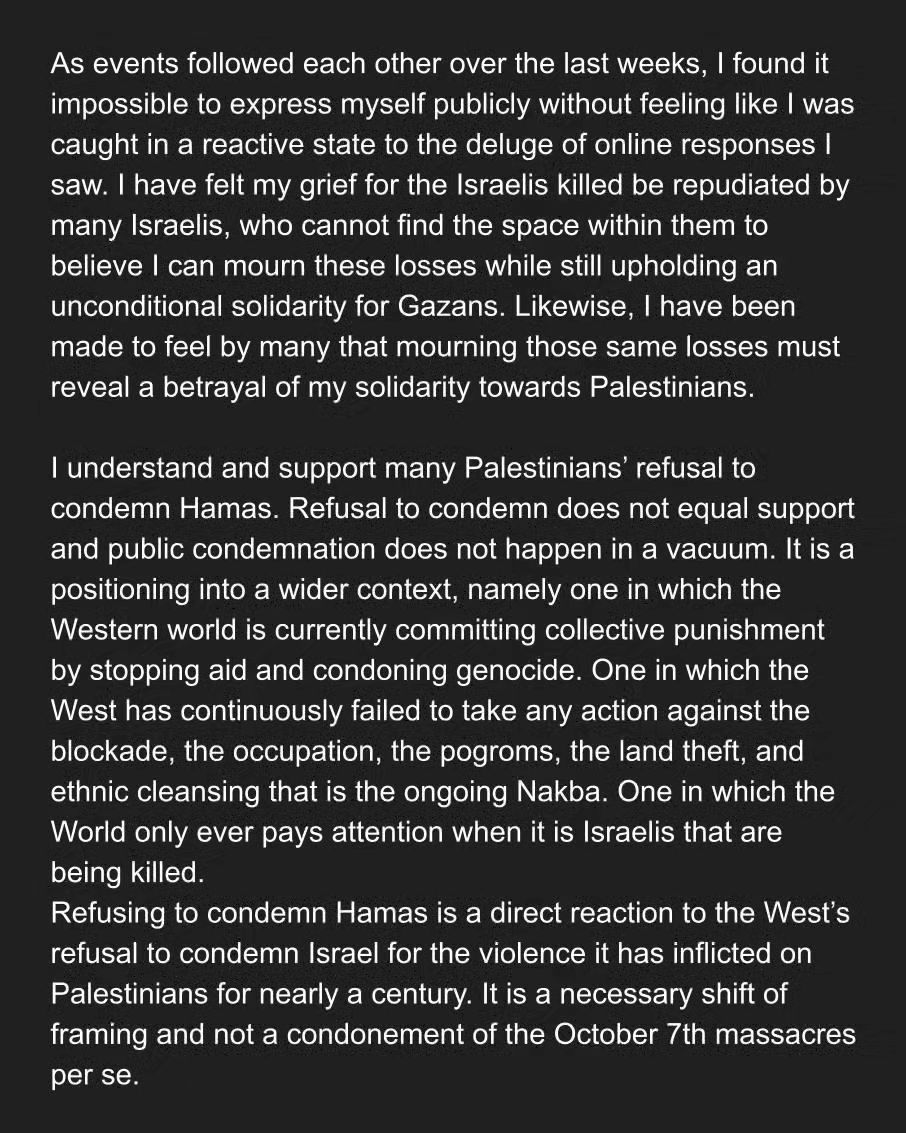 As events followed each other over the last weeks, I found it
impossible to express myself publicly without feeling like I was
caught in a reactive state to the deluge of online responses I
saw. I have felt my grief for the Israelis killed be repudiated by
many Israelis, who cannot find the space within them to
believe I can mourn these losses while still upholding an
unconditional solidarity for Gazans. Likewise, I have been
made to feel by many that mourning those same losses must
reveal a betrayal of my solidarity towards Palestinians.
I understand and support many Palestinians’ refusal to
condemn Hamas. Refusal to condemn does not equal support
and public condemnation does not happen in a vacuum. It is a
positioning into a wider context, namely one in which the
Western world is currently committing collective punishment
by stopping aid and condoning genocide. One in which the
West has continuously failed to take any action against the
blockade, the occupation, the pogroms, the land theft, and
ethnic cleansing that is the ongoing Nakba. One in which the
World only ever pays attention when it is Israelis that are
being killed.
Refusing to condemn Hamas is a direct reaction to the West’s
refusal to condemn Israel for the violence it has inflicted on
Palestinians for nearly a century. It is a necessary shift of
framing and not a condonement of the October 7th massacres
per se.